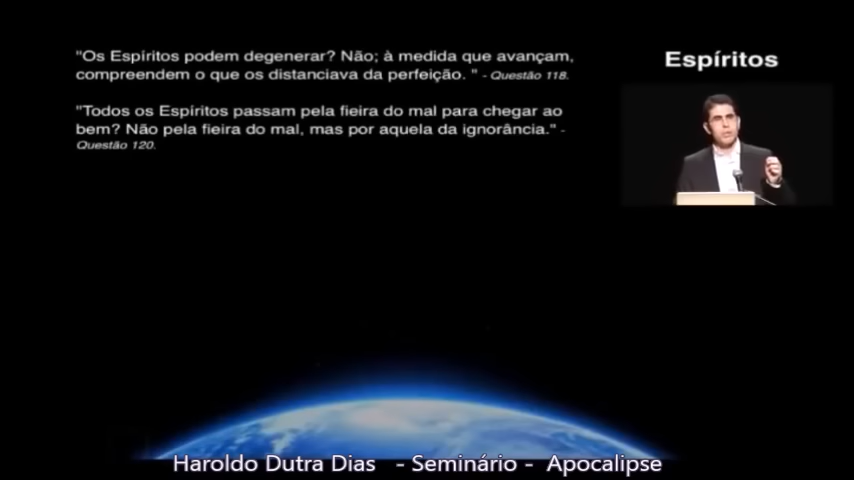 "Os Espíritos podem degenerar? Não; à medida que avançam,
compreendem o que os distanciava da perfeição. " - Questão 118.
"Todos os Espíritos passam pela fieira do mal para chegar ao
bem? Não pela fieira do mal, mas por aquela da ignorância." -
Questão 120.
Espíritos
Haroldo Dutra Dias - Seminário - Apocalipse